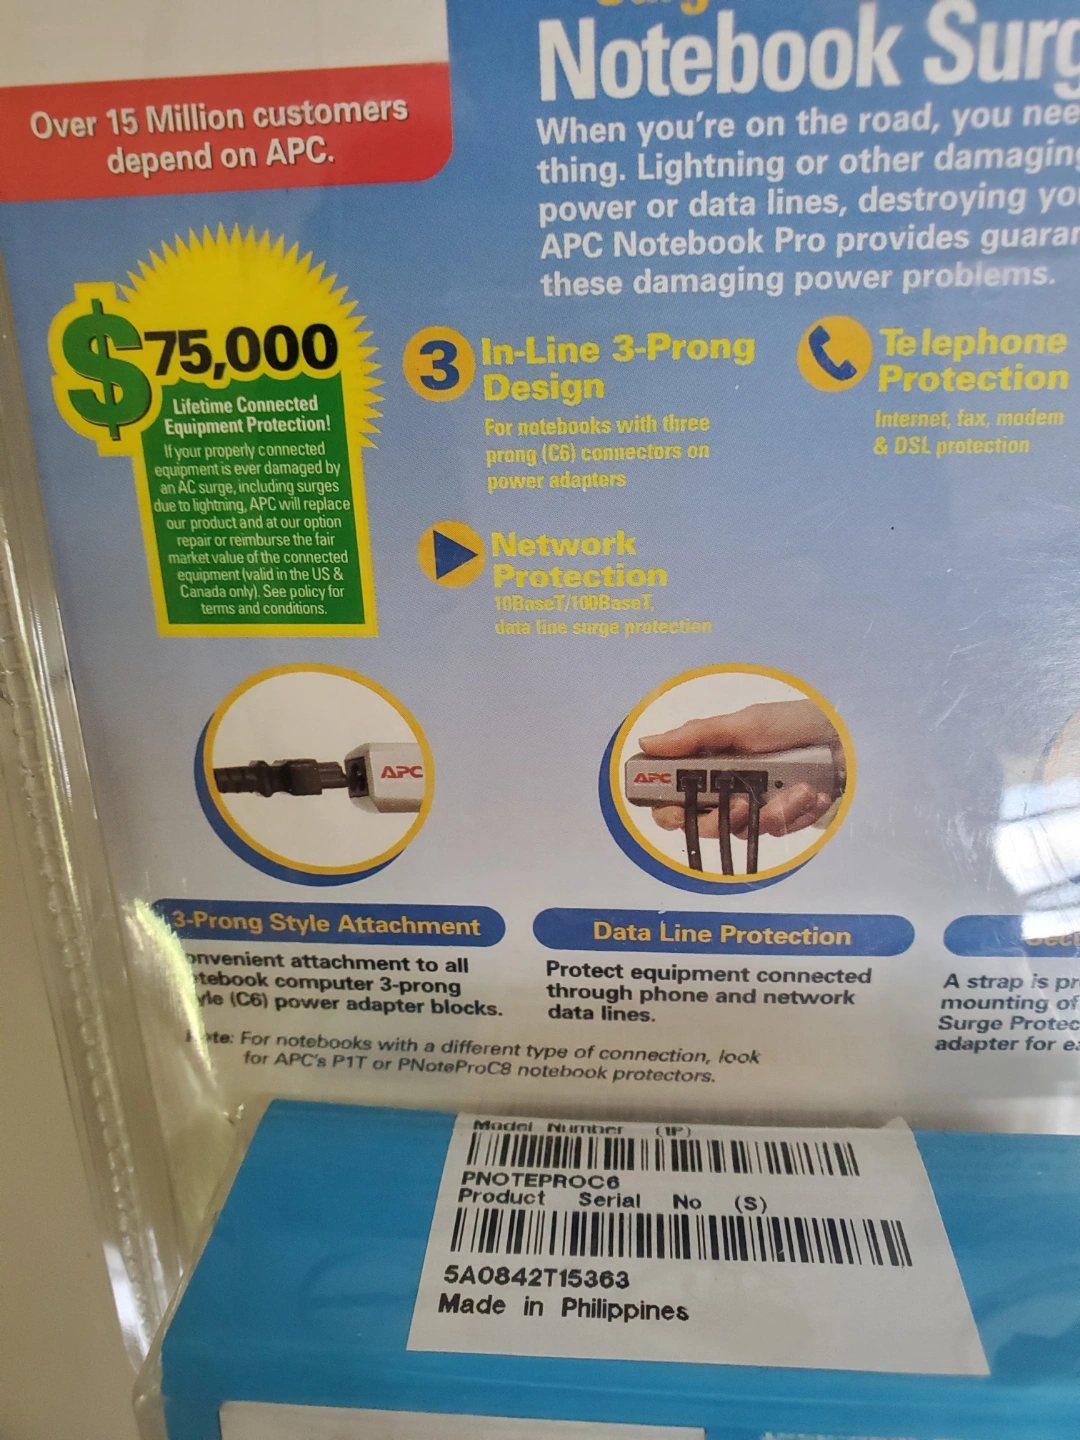 Notebook Surg
Over 15 Million customers
depend on APC.
When you're on the road, you nee
thing. Lightning or other damaging
power or data lines, destroying yo
APC Notebook Pro provides guarar
these damaging power problems.
$75,000
Lifetime Connected
Equipment Protection!
If your properly connected
equipment is ever damaged by
an AC surge, including surges
due to lightning, APC will replace
our product and at our option
repair or reimburse the fair
market value of the connected
equipment (valid in the US &
Canada only). See policy for
terms and conditions.
3 In-Line 3-Prong
Design
For notebooks with three
prong (C6) connectors on
power adapters
Telephone
Protection
Internet, fax, modem
& DSL protection
Network
Protection
10BaseT/100BaseT,
data line surge protection
APC
APC
3-Prong Style Attachment
onvenient attachment to all
tebook computer 3-prong
yle (C6) power adapter blocks.
Data Line Protection
Protect equipment connected
through phone and network
data lines.
A strap is pr
mounting of
Surge Protec
adapter for ea
Note: For notebooks with a different type of connection, look
for APC's P1T or PNoteProC8 notebook protectors.
Model Number (1P)
PNOTEPROC6
Product Serial No (S)
5A0842T15363
Made in Philippines